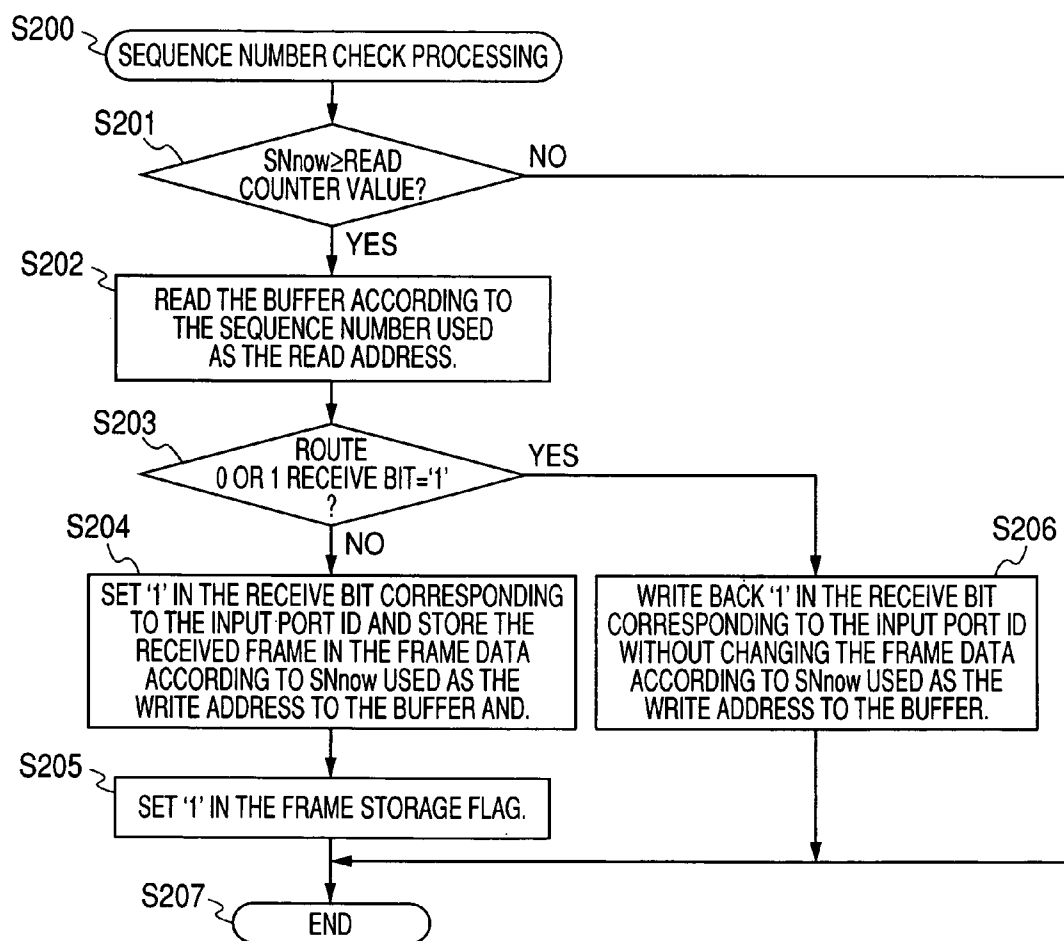 S200
SEQUENCE NUMBER CHECK PROCESSING
S201
SNnow≥READ
COUNTER VALUE?
NO
YES
S202
READ THE BUFFER ACCORDING TO
THE SEQUENCE NUMBER USED
AS THE READ ADDRESS.
S203
ROUTE
0 OR 1 RECEIVE BIT='1'
?
YES
NO
S204
SET '1' IN THE RECEIVE BIT CORRESPONDING
TO THE INPUT PORT ID AND STORE THE
RECEIVED FRAME IN THE FRAME DATA
ACCORDING TO SNnow USED AS THE
WRITE ADDRESS TO THE BUFFER AND.
S206
WRITE BACK '1' IN THE RECEIVE BIT
CORRESPONDING TO THE INPUT PORT ID
WITHOUT CHANGING THE FRAME DATA
ACCORDING TO SNnow USED AS THE
WRITE ADDRESS TO THE BUFFER.
S205
SET '1' IN THE FRAME STORAGE FLAG.
S207
END